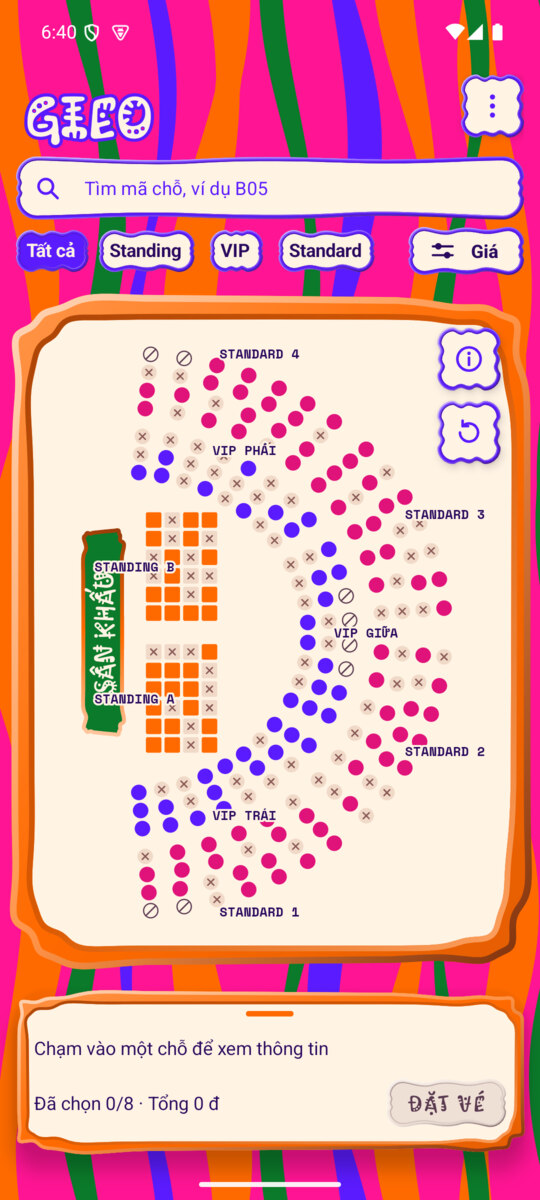 6:40
GIEO
Tìm mã chỗ, ví dụ B05
Tất cả
Standing
VIP
Standard
Giá
STANDARD 4
VIP PHẢI
STANDARD 3
STANDING B
SÂN KHẤU
VIP GIỮA
STANDING A
STANDARD 2
VIP TRÁI
STANDARD 1
Chạm vào một chỗ để xem thông tin
Đã chọn 0/8 · Tổng 0 đ
ĐẶT VÉ